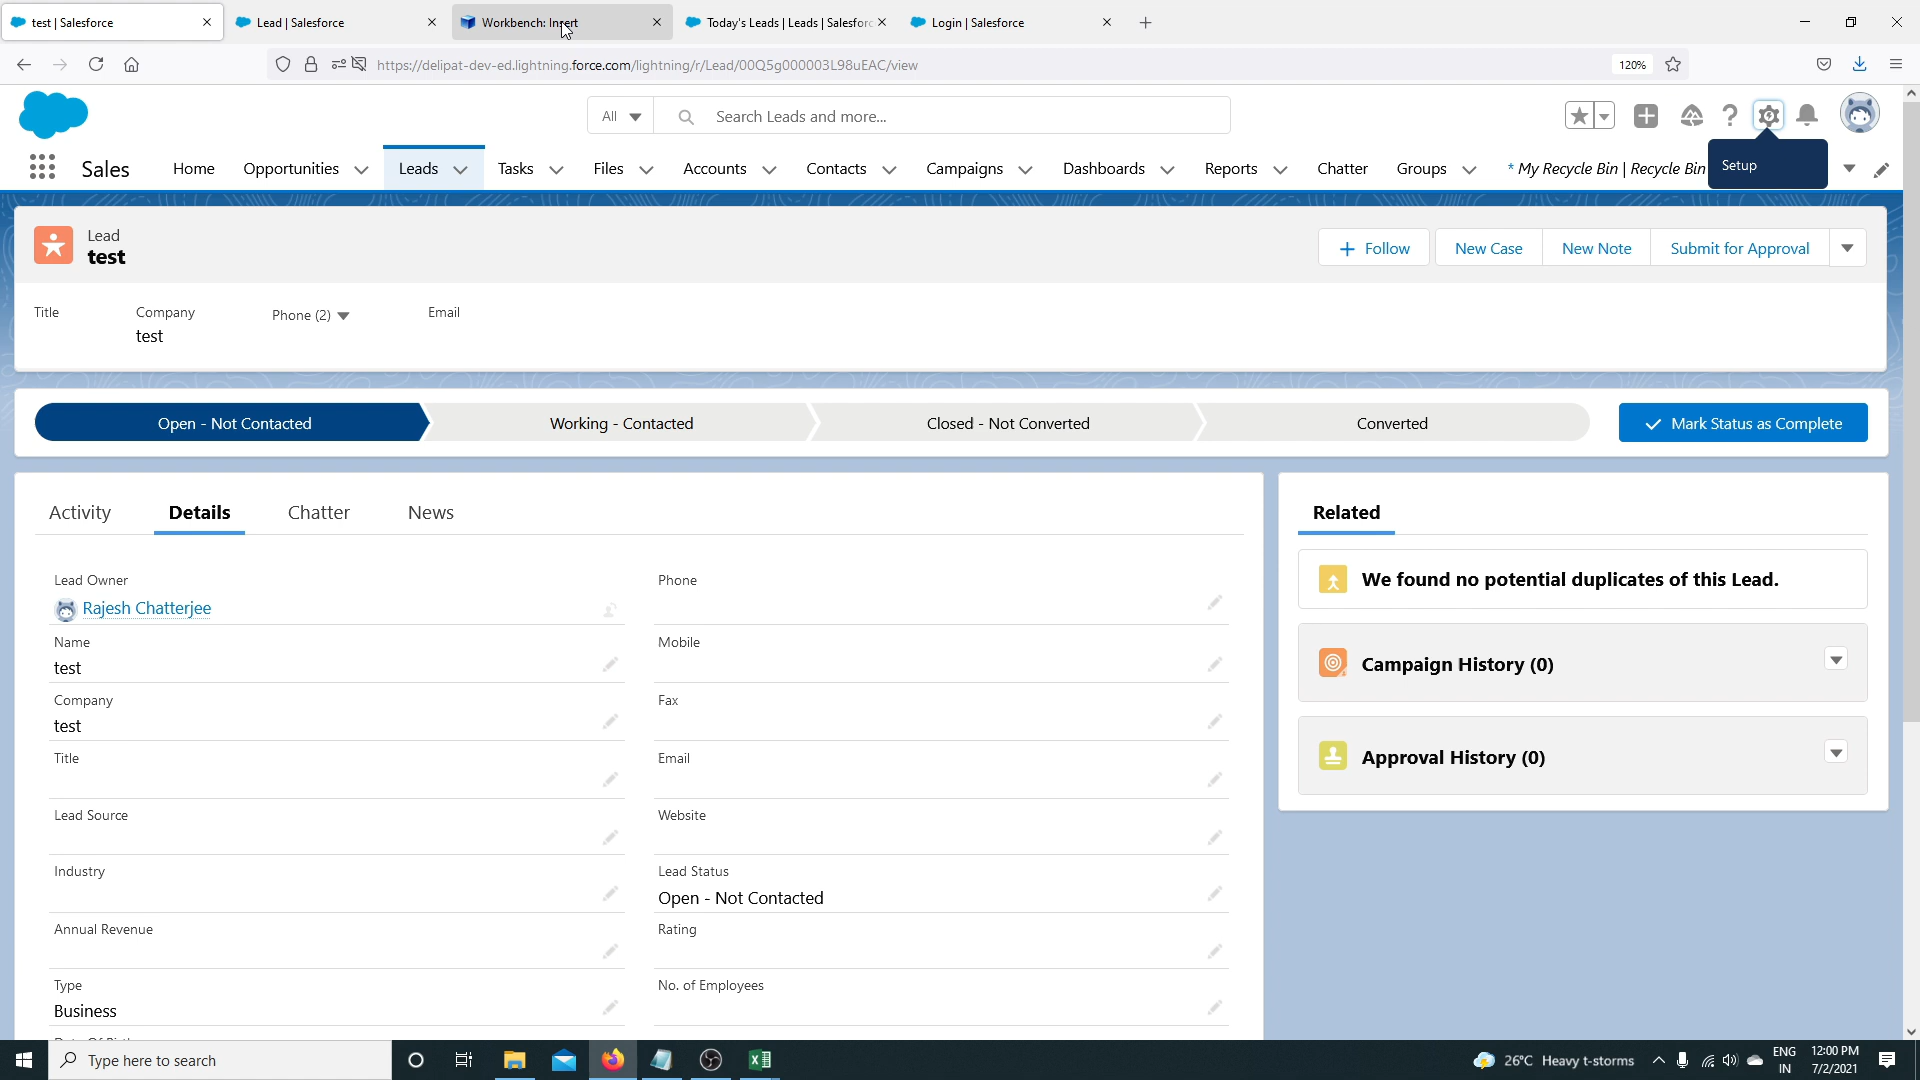 test | Salesforce
Lead | Salesforce
Workbench: Insert
Today's Leads | Leads | Salesforc
Login | Salesforce
https://delipat-dev-ed.lightning.force.com/lightning/r/Lead/00Q5g000003L98uEAC/view
120%
All
Search Leads and more...
Sales
Home
Opportunities
Leads
Tasks
Files
Accounts
Contacts
Campaigns
Dashboards
Reports
Chatter
Groups
* My Recycle Bin | Recycle Bin
Setup
Lead
test
Follow
New Case
New Note
Submit for Approval
Title
Company
test
Phone (2)
Email
Open - Not Contacted
Working - Contacted
Closed - Not Converted
Converted
Mark Status as Complete
Activity
Details
Chatter
News
Lead Owner
Rajesh Chatterjee
Name
test
Company
test
Title
Lead Source
Industry
Annual Revenue
Type
Business
Phone
Mobile
Fax
Email
Website
Lead Status
Open - Not Contacted
Rating
No. of Employees
Related
We found no potential duplicates of this Lead.
Campaign History (0)
Approval History (0)
Type here to search
26°C Heavy t-storms
ENG
IN
12:00 PM
7/2/2021